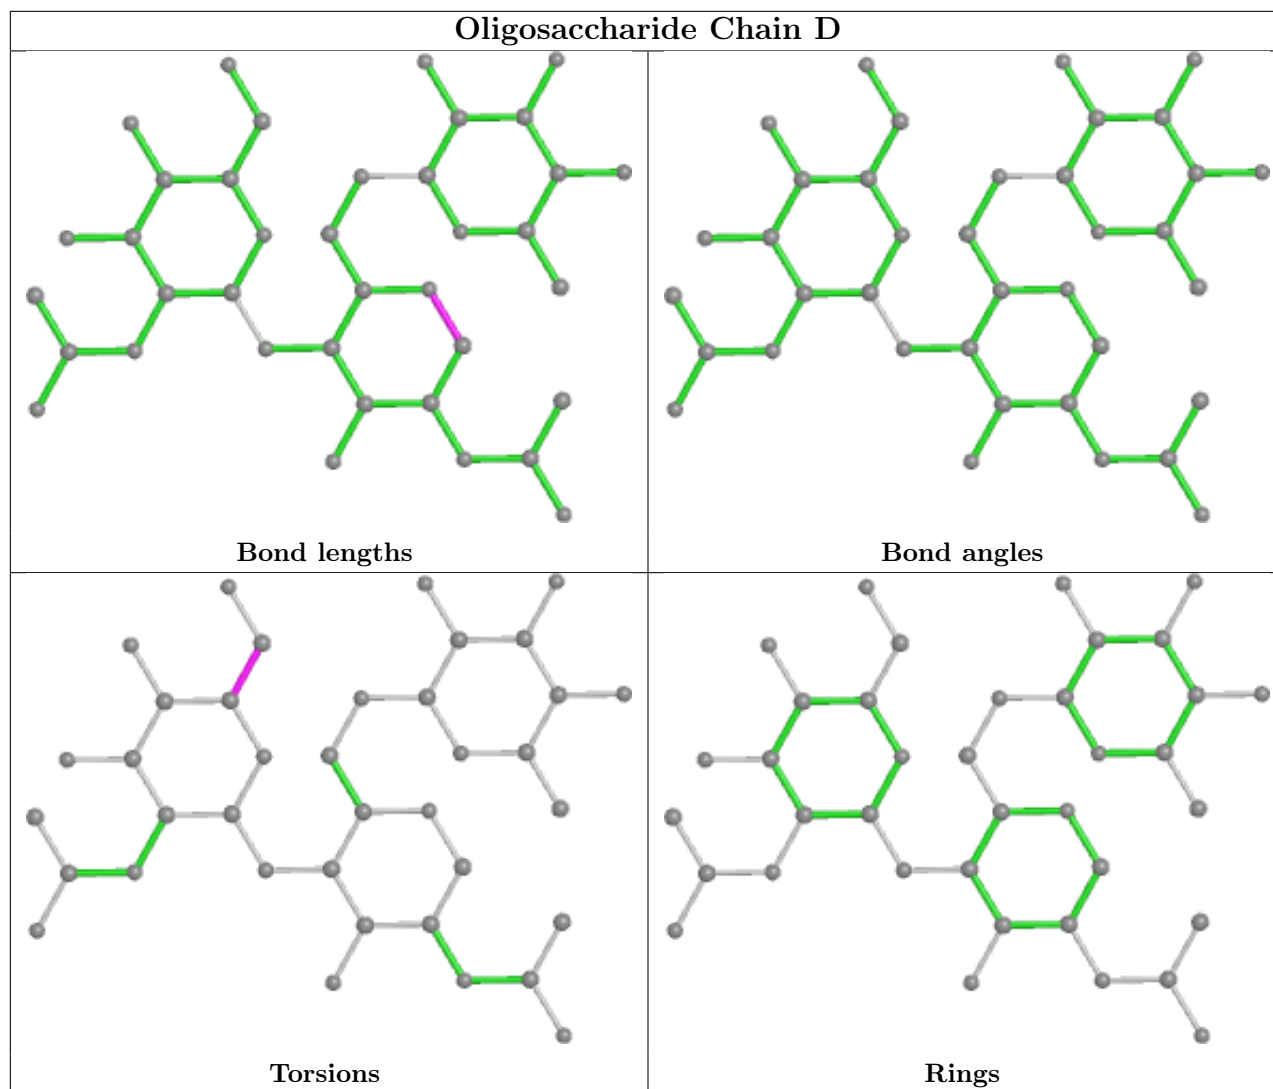 Oligosaccharide Chain D
Bond lengths
Bond angles
Torsions
Rings